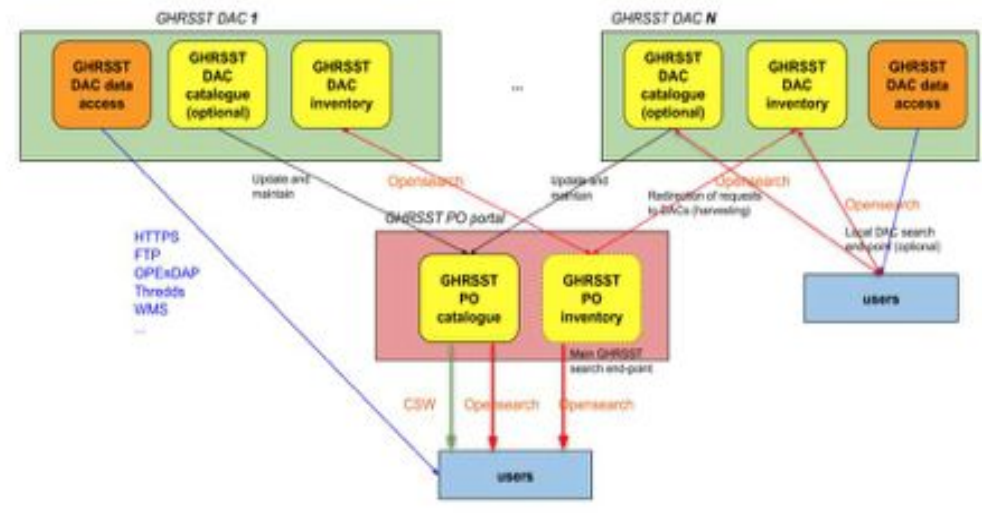 GHRSST DAC 1
GHRSST DAC N
GHRSST
DAC data
access
GHRSST
DAC
catalogue
(optional)
GHRSST
DAC
inventory
...
GHRSST
DAC
catalogue
(optional)
GHRSST
DAC
inventory
GHRSST
DAC data
access
Update and
maintain
Opensearch
Update and
maintain
Opensearch
Redirection of requests
to DACs (harvesting)
Opensearch
Local DAC search
end-point (optional)
GHRSST PO portal
HTTPS
FTP
OPEnDAP
Thredds
WMS
...
GHRSST
PO
catalogue
GHRSST
PO
inventory
users
Main GHRSST
search end-point
CSW
Opensearch
Opensearch
users